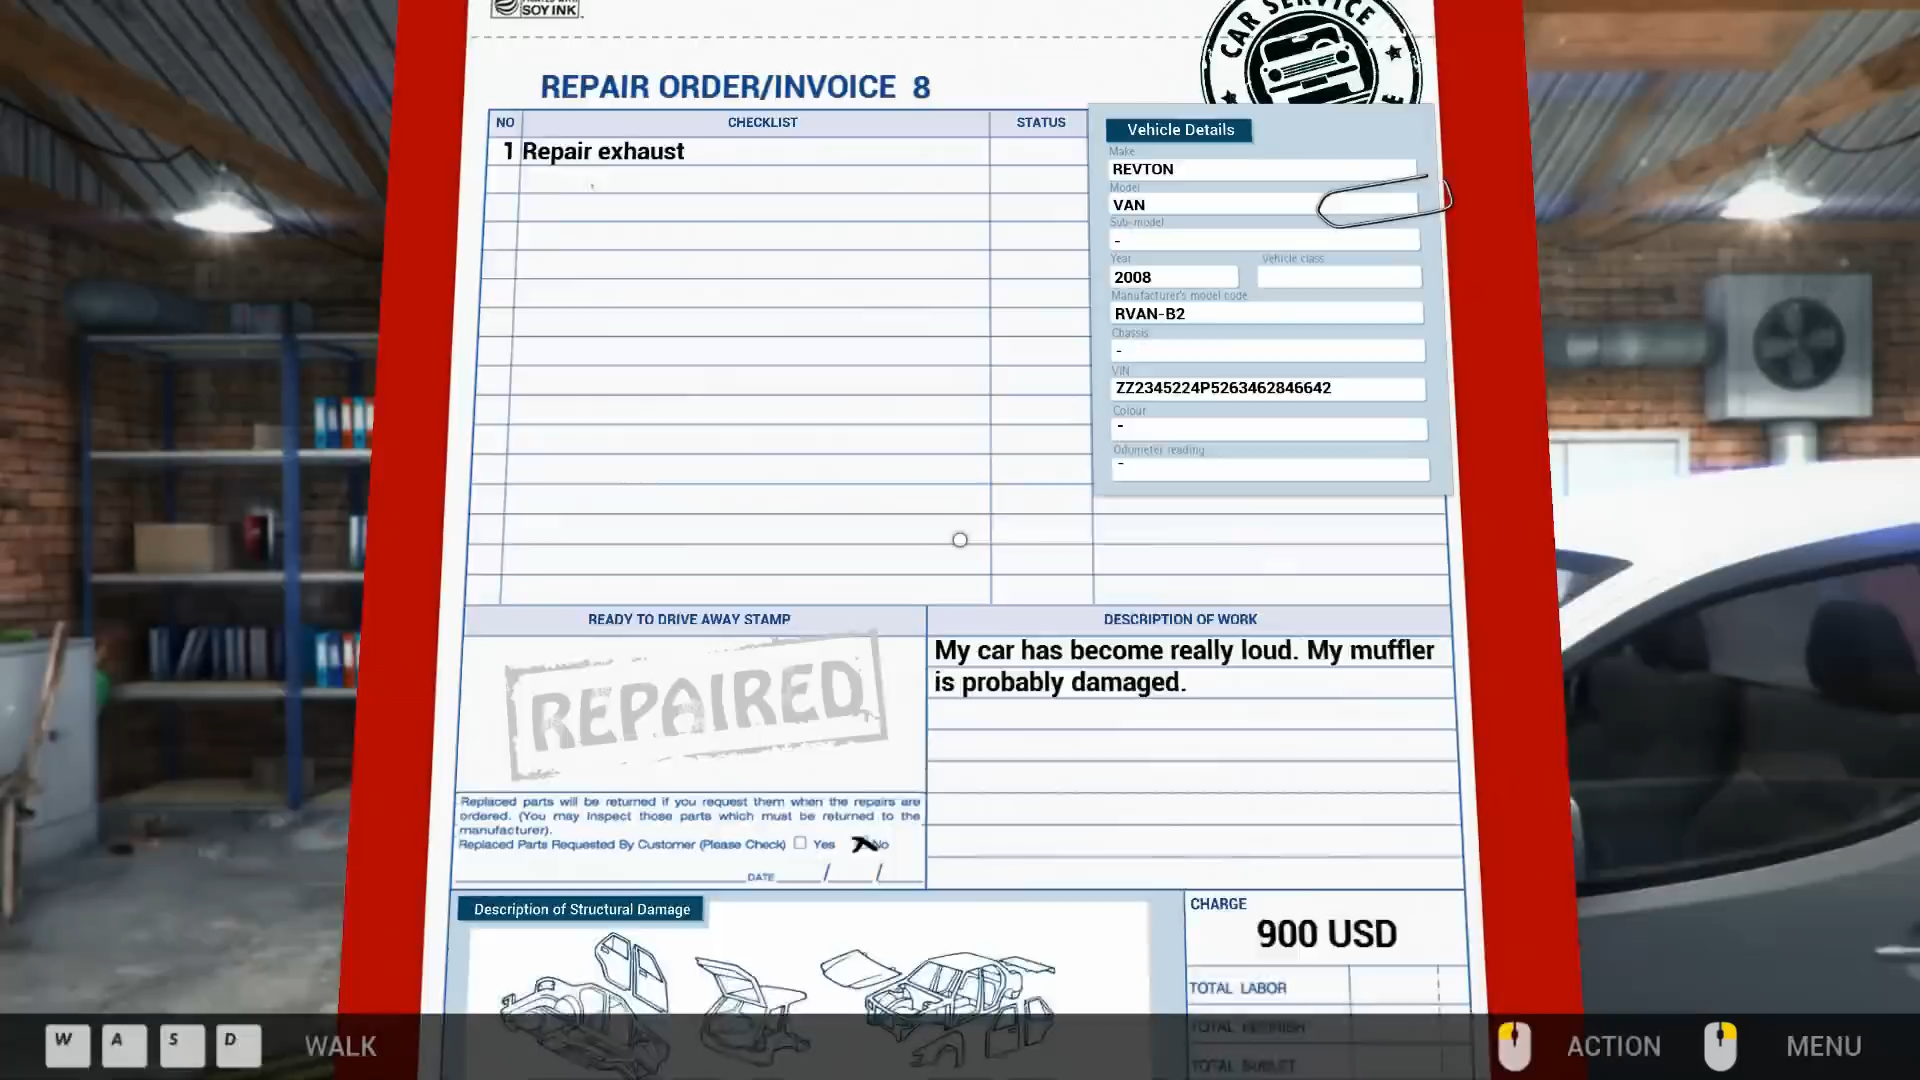 SOY INK
CAR SERVICE
REPAIR ORDER/INVOICE 8
NO CHECKLIST STATUS
1 Repair exhaust
Vehicle Details
Make
REVTON
Model
VAN
Sub-model
-
Year Vehicle class
2008
Manufacturer's model code
RVAN-B2
Chassis
-
VIN
ZZ2345224P5263462846642
Colour
-
Odometer reading
-
READY TO DRIVE AWAY STAMP
REPAIRED
DESCRIPTION OF WORK
My car has become really loud. My muffler
is probably damaged.
Replaced parts will be returned if you request them when the repairs are
ordered. (You may inspect those parts which must be returned to the
manufacturer).
Replaced Parts Requested By Customer (Please Check) Yes No
DATE / /
Description of Structural Damage
CHARGE
900 USD
TOTAL LABOR
TOTAL REFINISH
TOTAL SUBLET
W A S D WALK
ACTION MENU